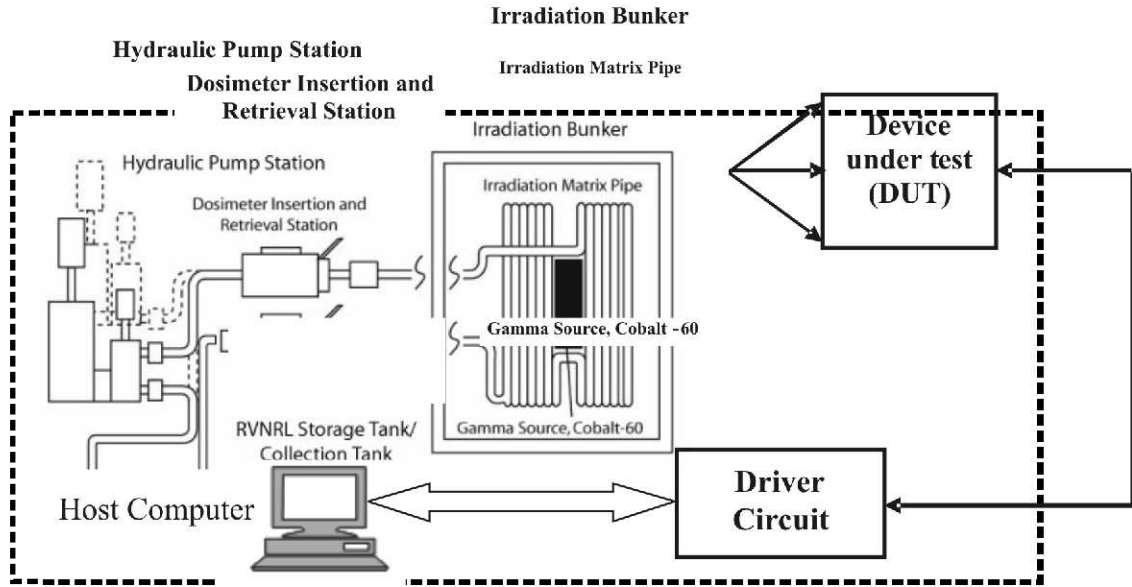 Irradiation Bunker
Hydraulic Pump Station
Irradiation Matrix Pipe
Dosimeter Insertion and
Retrieval Station
Irradiation Bunker
Device
under test
(DUT)
Hydraulic Pump Station
Irradiation Matrix Pipe
Dosimeter Insertion and
Retrieval Station
Gamma Source, Cobalt -60
Gamma Source, Cobalt-60
RVNRL Storage Tank/
Collection Tank
Host Computer
Driver
Circuit